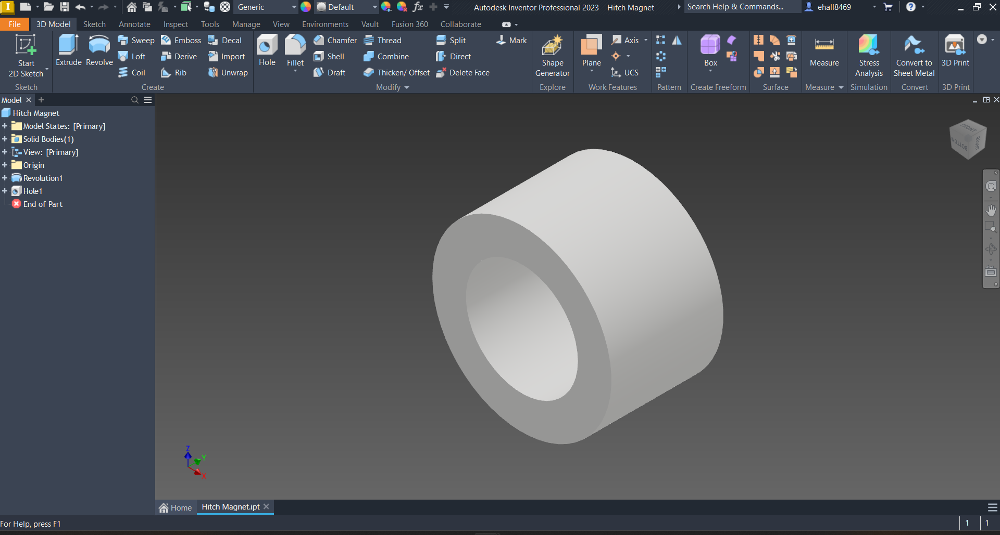 I Generic Default fx Autodesk Inventor Professional 2023 Hitch Magnet Search Help & Commands... ehall8469 ?
File 3D Model Sketch Annotate Inspect Tools Manage View Environments Vault Fusion 360 Collaborate
Start
2D Sketch
Sketch
Extrude Revolve
Sweep Emboss Decal
Loft Derive Import
Coil Rib Unwrap
Create
Hole Fillet
Chamfer Thread Split Mark
Shell Combine Direct
Draft Thicken/ Offset Delete Face
Modify
Shape
Generator
Explore
Plane
Axis
UCS
Work Features
Pattern
Box
Create Freeform
Surface
Measure
Measure
Stress
Analysis
Simulation
Convert to
Sheet Metal
Convert
3D Print
3D Print
Model
Hitch Magnet
Model States: [Primary]
Solid Bodies(1)
View: [Primary]
Origin
Revolution1
Hole1
End of Part
FRONT
BOTTOM
RIGHT
Z
Y
X
Home Hitch Magnet.ipt
For Help, press F1
1 1